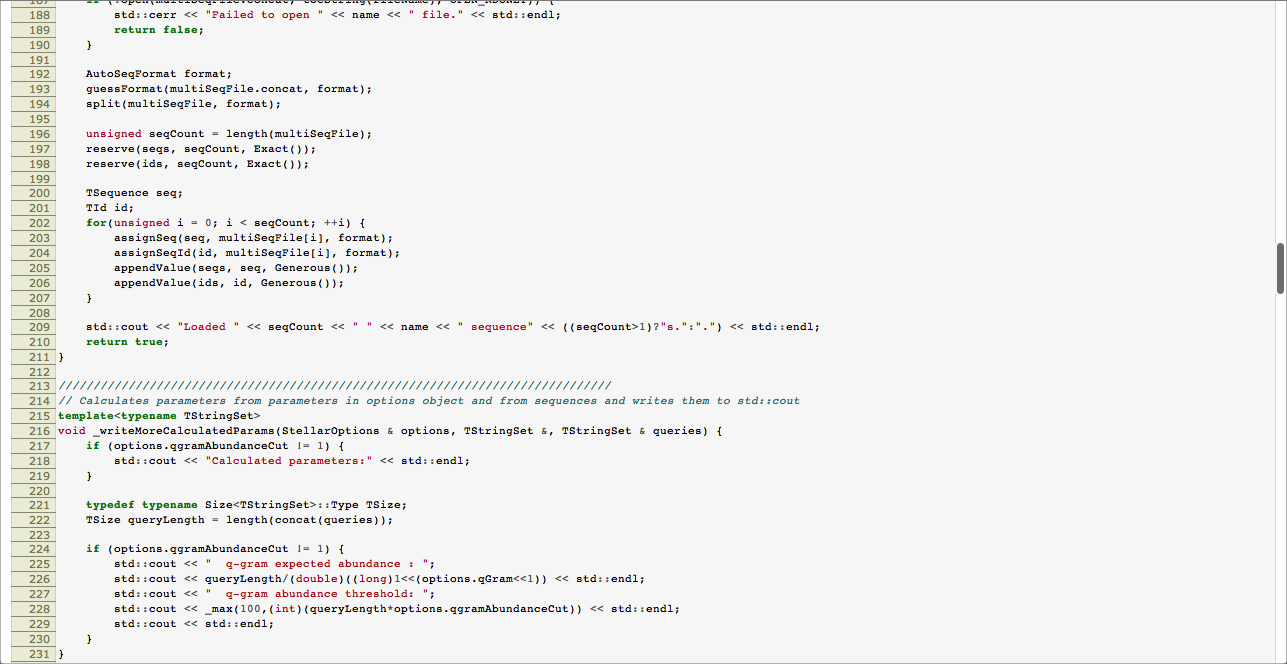 187
188 std::cerr << "Failed to open " << name << " file." << std::endl;
189 return false;
190 }
191
192 AutoSeqFormat format;
193 guessFormat(multiSeqFile.concat, format);
194 split(multiSeqFile, format);
195
196 unsigned seqCount = length(multiSeqFile);
197 reserve(seqs, seqCount, Exact());
198 reserve(ids, seqCount, Exact());
199
200 TSequence seq;
201 TId id;
202 for(unsigned i = 0; i < seqCount; ++i) {
203 assignSeq(seq, multiSeqFile[i], format);
204 assignSeqId(id, multiSeqFile[i], format);
205 appendValue(seqs, seq, Generous());
206 appendValue(ids, id, Generous());
207 }
208
209 std::cout << "Loaded " << seqCount << " " << name << " sequence" << ((seqCount>1)?"s.":".") << std::endl;
210 return true;
211 }
212
213 ///////////////////////////////////////////////////////////////////////////////
214 // Calculates parameters from parameters in options object and from sequences and writes them to std::cout
215 template<typename TStringSet>
216 void _writeMoreCalculatedParams(StellarOptions & options, TStringSet &, TStringSet & queries) {
217 if (options.qgramAbundanceCut != 1) {
218 std::cout << "Calculated parameters:" << std::endl;
219 }
220
221 typedef typename Size<TStringSet>::Type TSize;
222 TSize queryLength = length(concat(queries));
223
224 if (options.qgramAbundanceCut != 1) {
225 std::cout << "  q-gram expected abundance : ";
226 std::cout << queryLength/(double)((long)1<<(options.qGram<<1)) << std::endl;
227 std::cout << "  q-gram abundance threshold: ";
228 std::cout << _max(100,(int)(queryLength*options.qgramAbundanceCut)) << std::endl;
229 std::cout << std::endl;
230 }
231 }